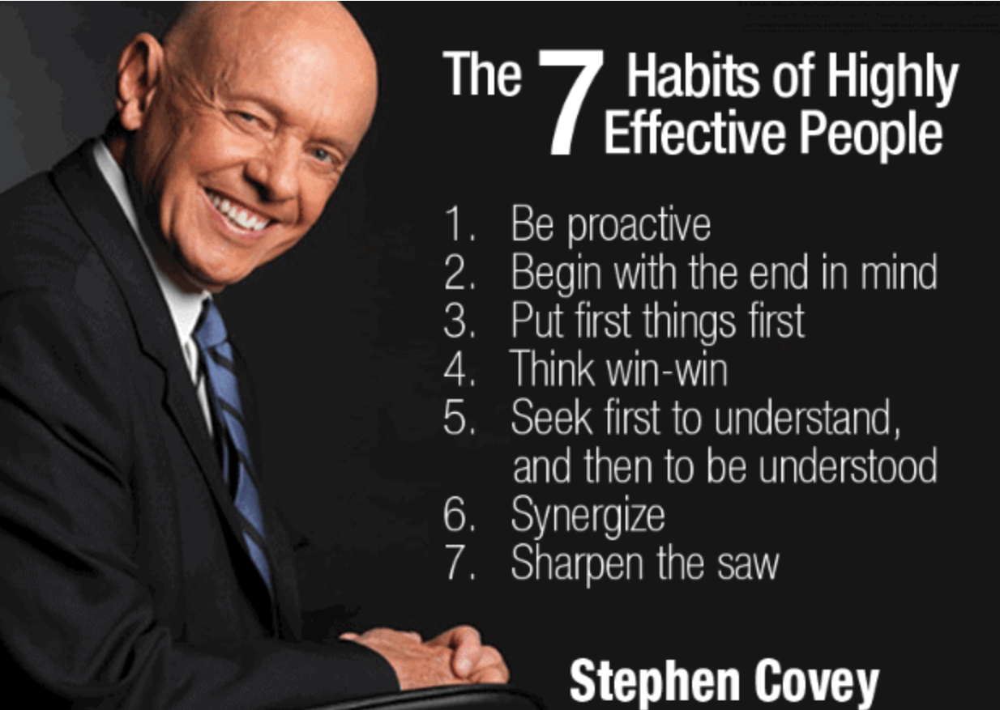 The 7 Habits of Highly
Effective People
1. Be proactive
2. Begin with the end in mind
3. Put first things first
4. Think win-win
5. Seek first to understand,
and then to be understood
6. Synergize
7. Sharpen the saw
Stephen Covey